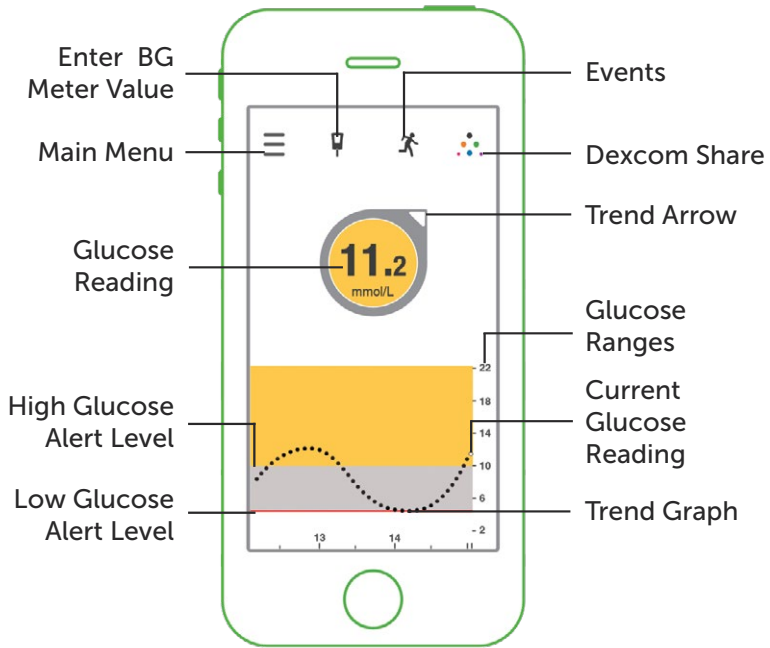 Enter BG
Meter Value
Main Menu
Glucose
Reading
High Glucose
Alert Level
Low Glucose
Alert Level
11.2
mmol/L
22
18
14
10
6
2
13
14
Events
Dexcom Share
Trend Arrow
Glucose
Ranges
Current
Glucose
Reading
Trend Graph